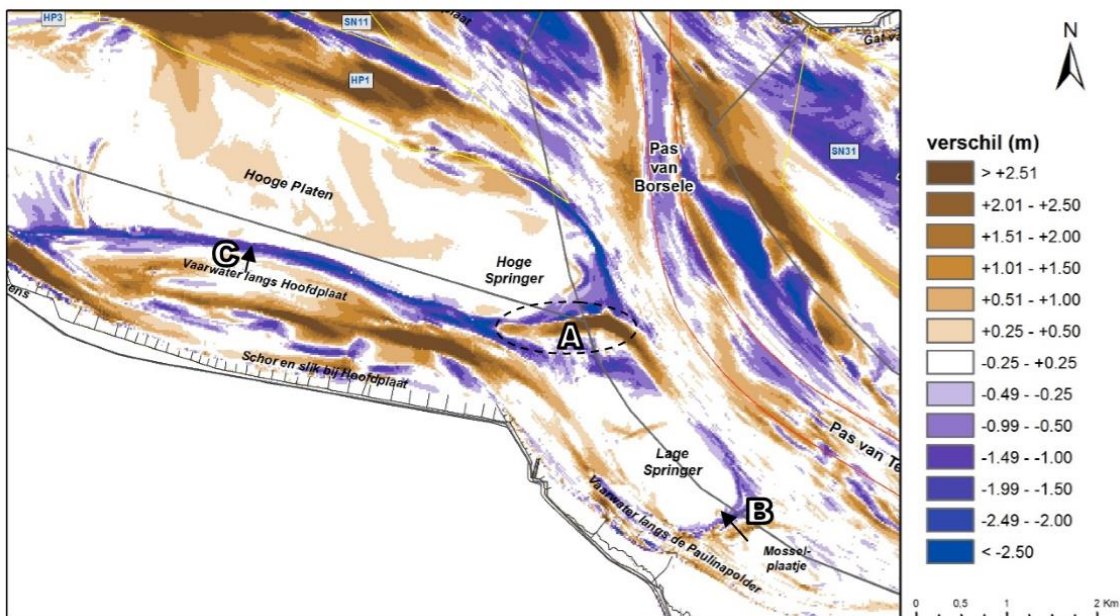 HP3
SN11
HP1
Gat va
N
Pas
van
Borsele
SN31
Hooge Platen
C
Vaarwater langs Hoofdplaat
Hoge
Springer
A
Schor en slik bij Hoofdplaat
Lage
Springer
Pas van Te
Vaarwater langs de Paulinapolder
B
Mossel-
plaatje
verschil (m)
> +2.51
+2.01 - +2.50
+1.51 - +2.00
+1.01 - +1.50
+0.51 - +1.00
+0.25 - +0.50
-0.25 - +0.25
-0.49 - -0.25
-0.99 - -0.50
-1.49 - -1.00
-1.99 - -1.50
-2.49 - -2.00
< -2.50
0 0,5 1 2 Km